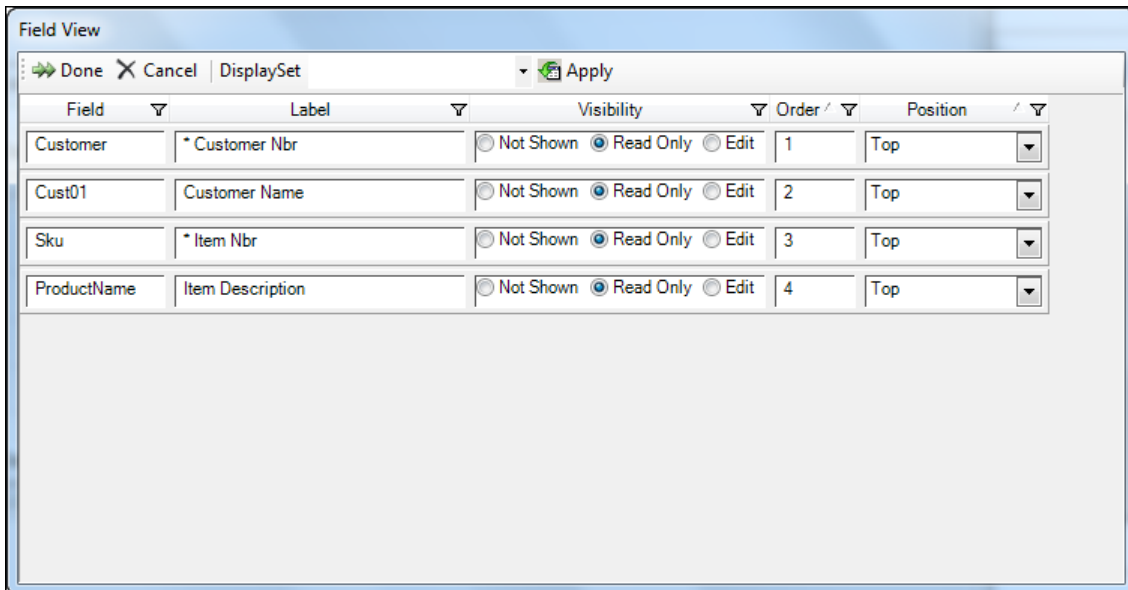 Field View
Done Cancel DisplaySet Apply
Field Label Visibility Order Position
Customer * Customer Nbr Not Shown Read Only Edit 1 Top
Cust01 Customer Name Not Shown Read Only Edit 2 Top
Sku * Item Nbr Not Shown Read Only Edit 3 Top
ProductName Item Description Not Shown Read Only Edit 4 Top